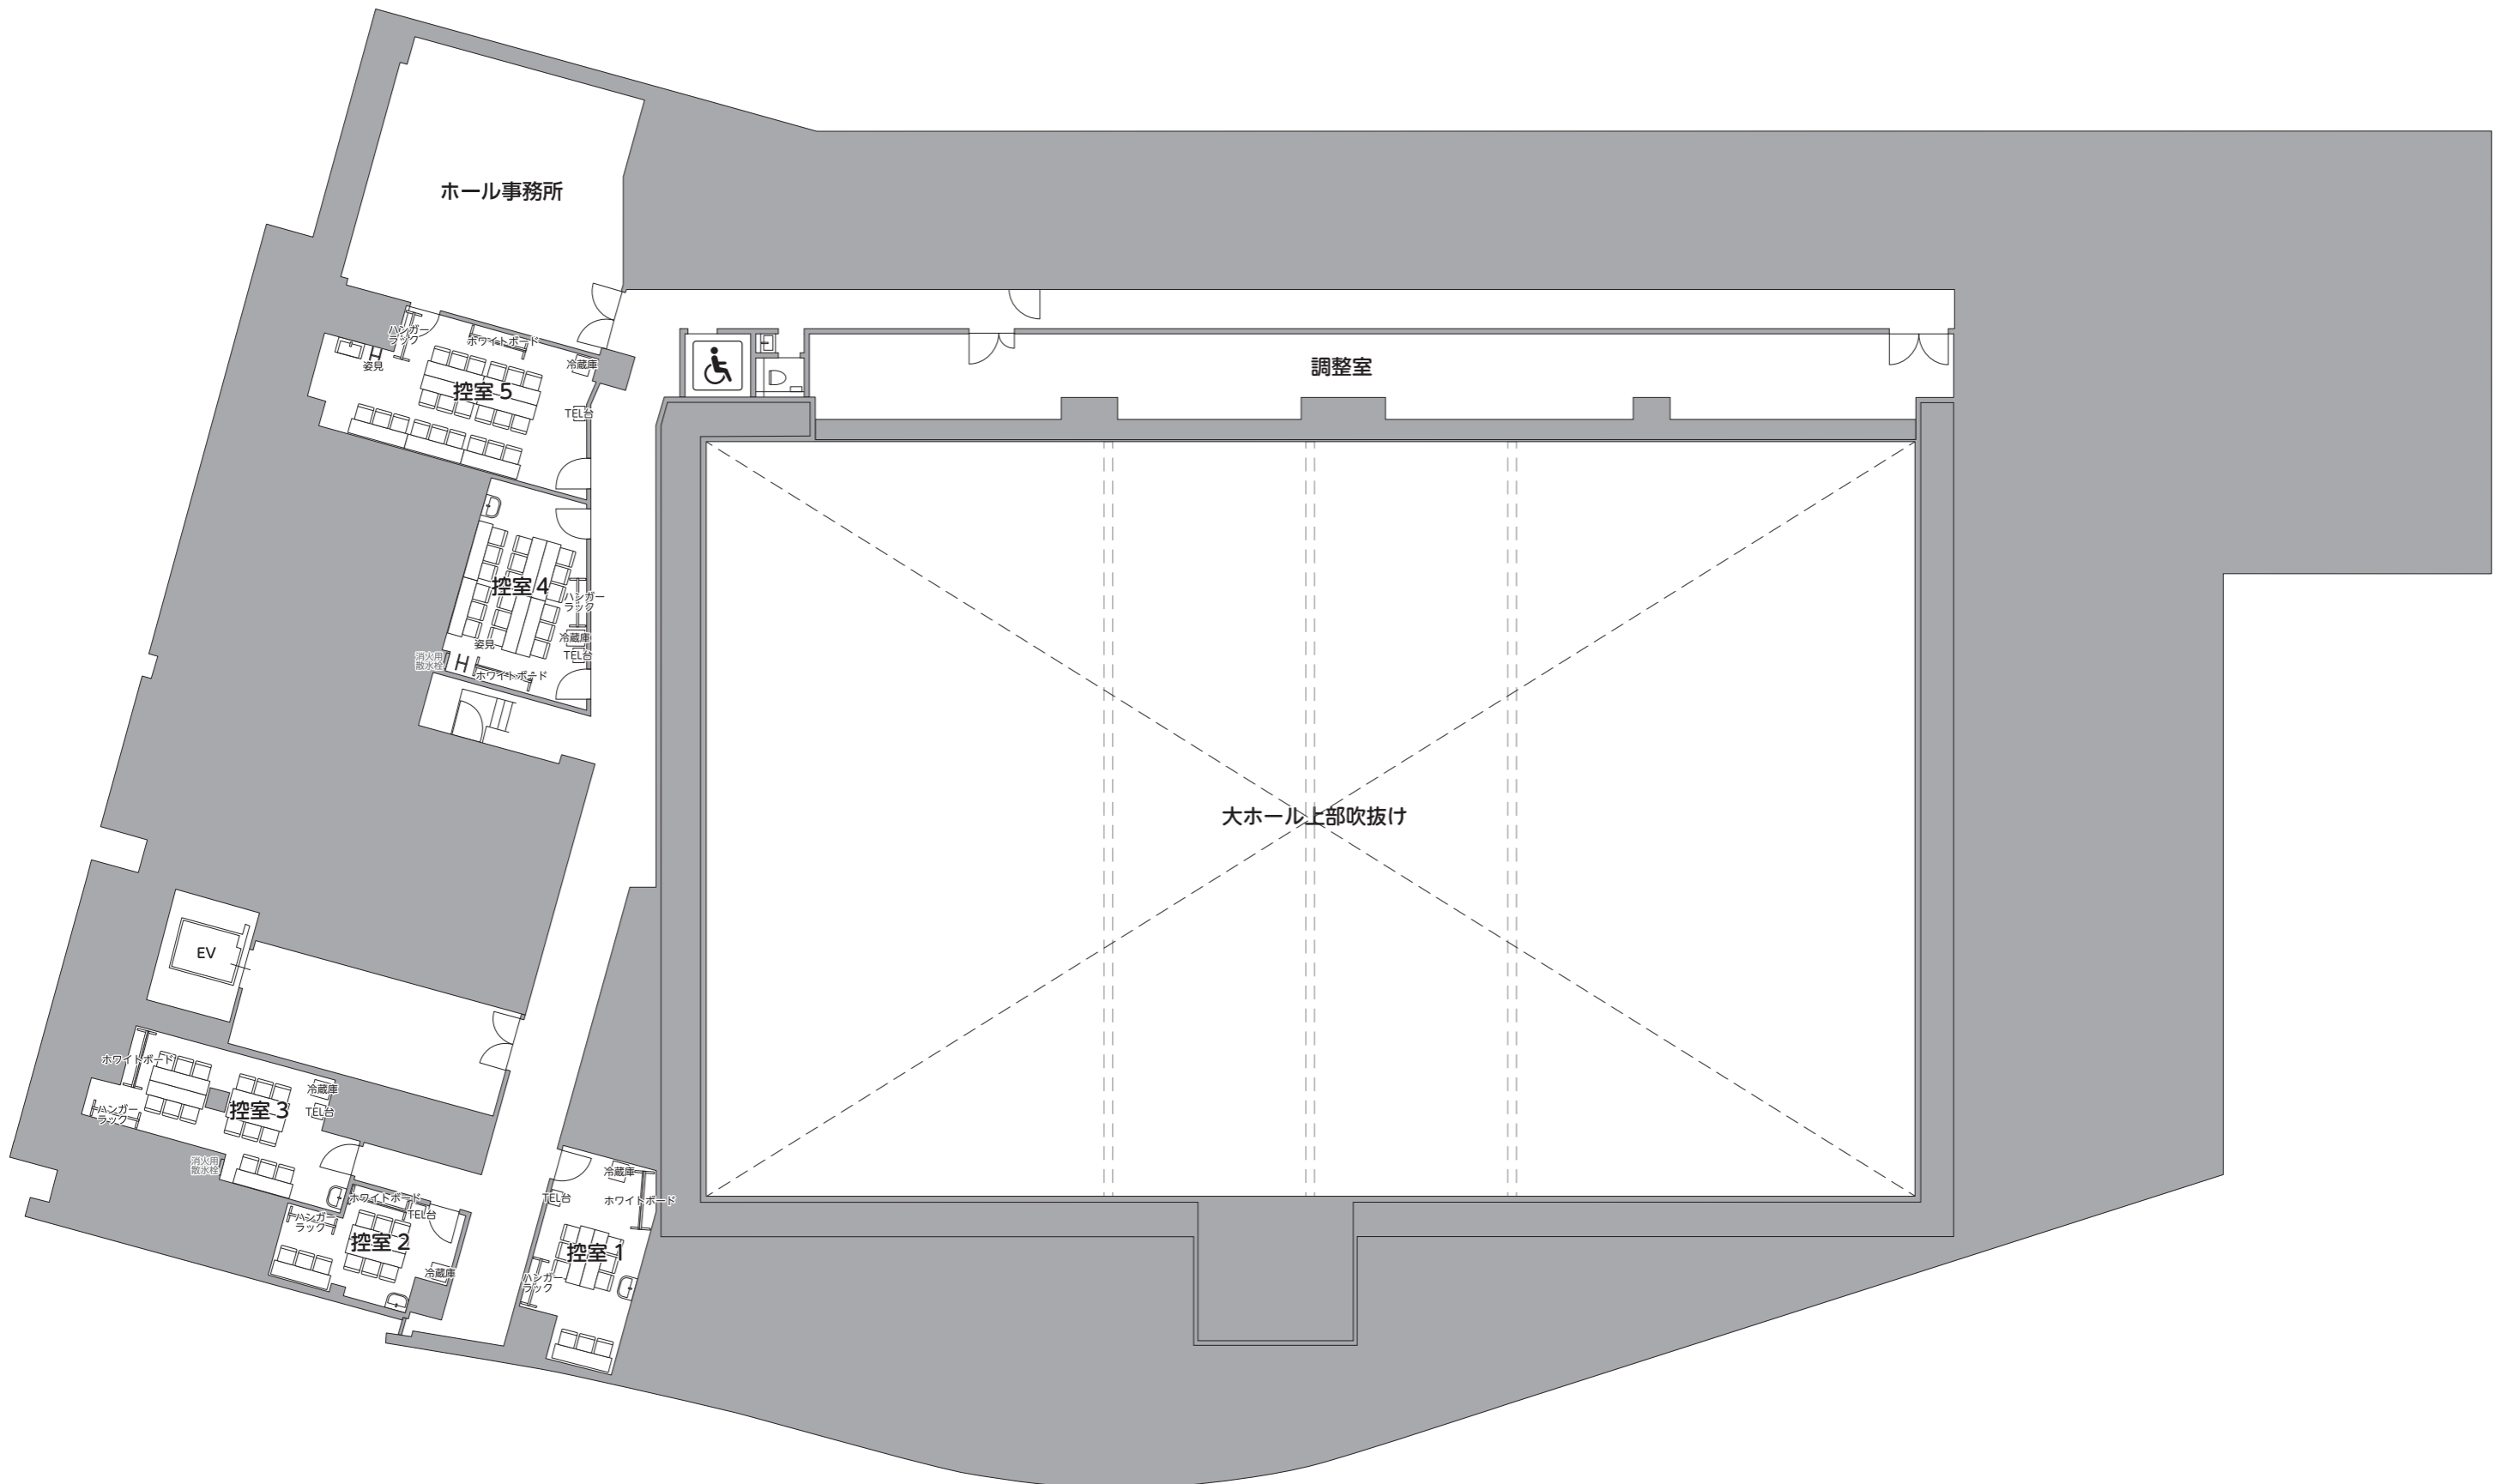 ホール事務所
ハンガー
ラック
ホワイトボード
姿見
冷蔵庫
控室5
TEL台
調整室
控室4
ハンガー
ラック
冷蔵庫
姿見
TEL台
消火用
散水栓
ホワイトボード
大ホール上部吹抜け
EV
ホワイトボード
冷蔵庫
控室3
TEL台
ハンガー
ラック
消火用
散水栓
ホワイトボード
TEL台
ハンガー
ラック
控室2
冷蔵庫
冷蔵庫
TEL台
ホワイトボード
控室1
ハンガー
ラック